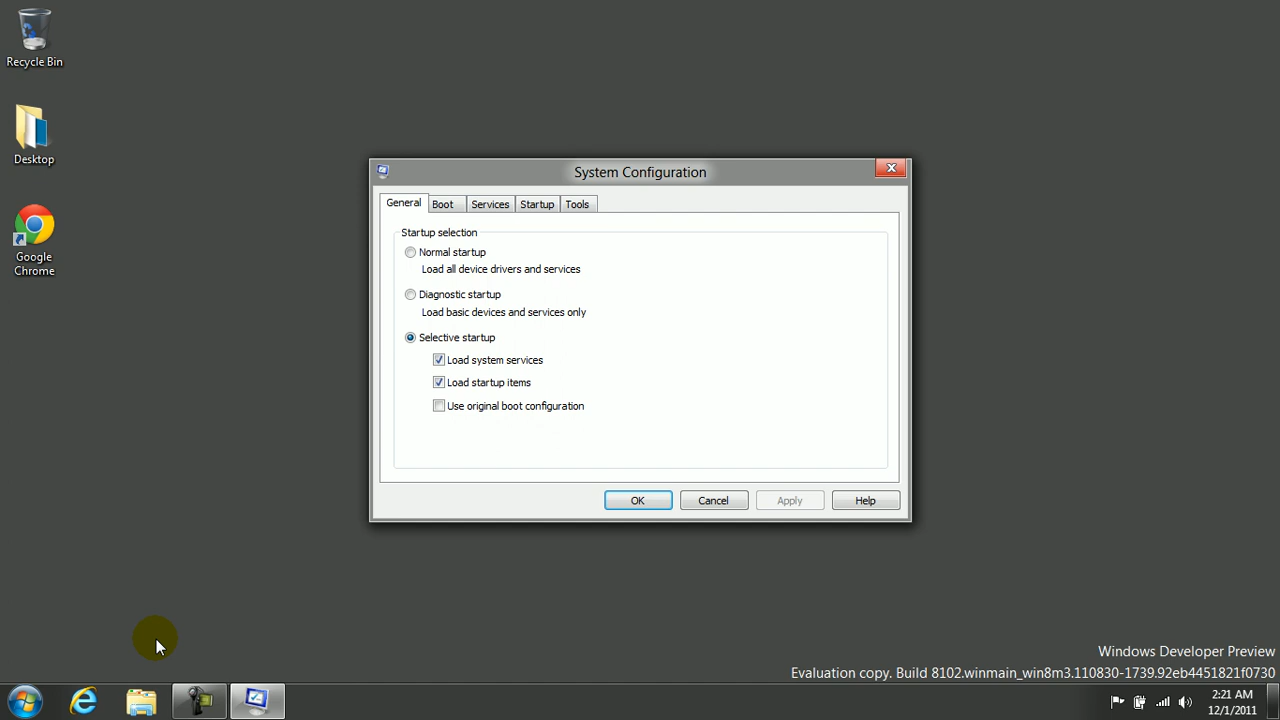 Recycle Bin
Desktop
Google
Chrome
System Configuration
General Boot Services Startup Tools
Startup selection
Normal startup
Load all device drivers and services
Diagnostic startup
Load basic devices and services only
Selective startup
Load system services
Load startup items
Use original boot configuration
OK Cancel Apply Help
Windows Developer Preview
Evaluation copy. Build 8102.winmain_win8m3.110830-1739.92eb4451821f0730
2:21 AM
12/1/2011